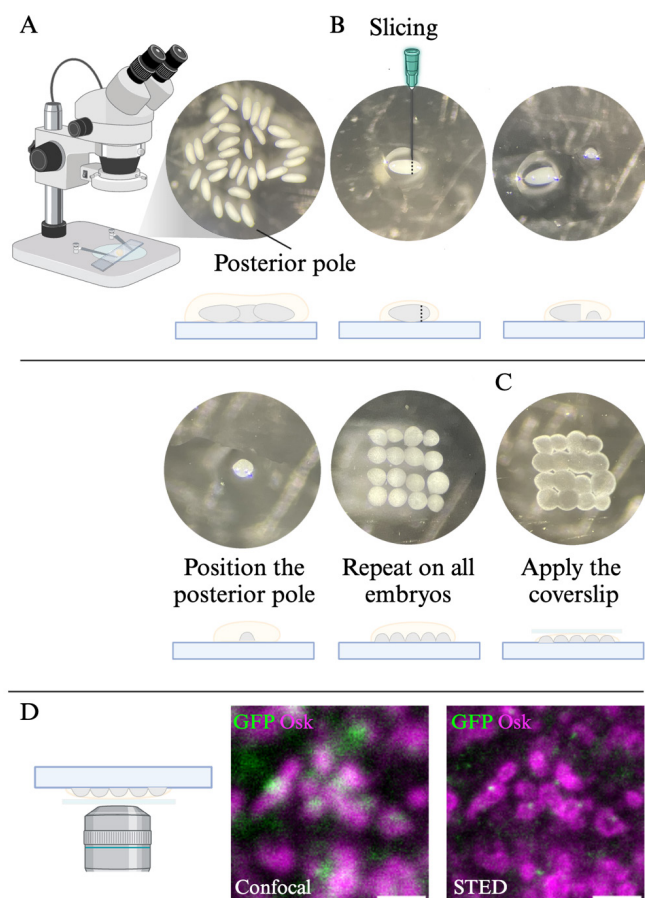 A
B
Slicing
Posterior pole
C
Position the
posterior pole
Repeat on all
embryos
Apply the
coverslip
D
GFP Osk
Confocal
GFP Osk
STED